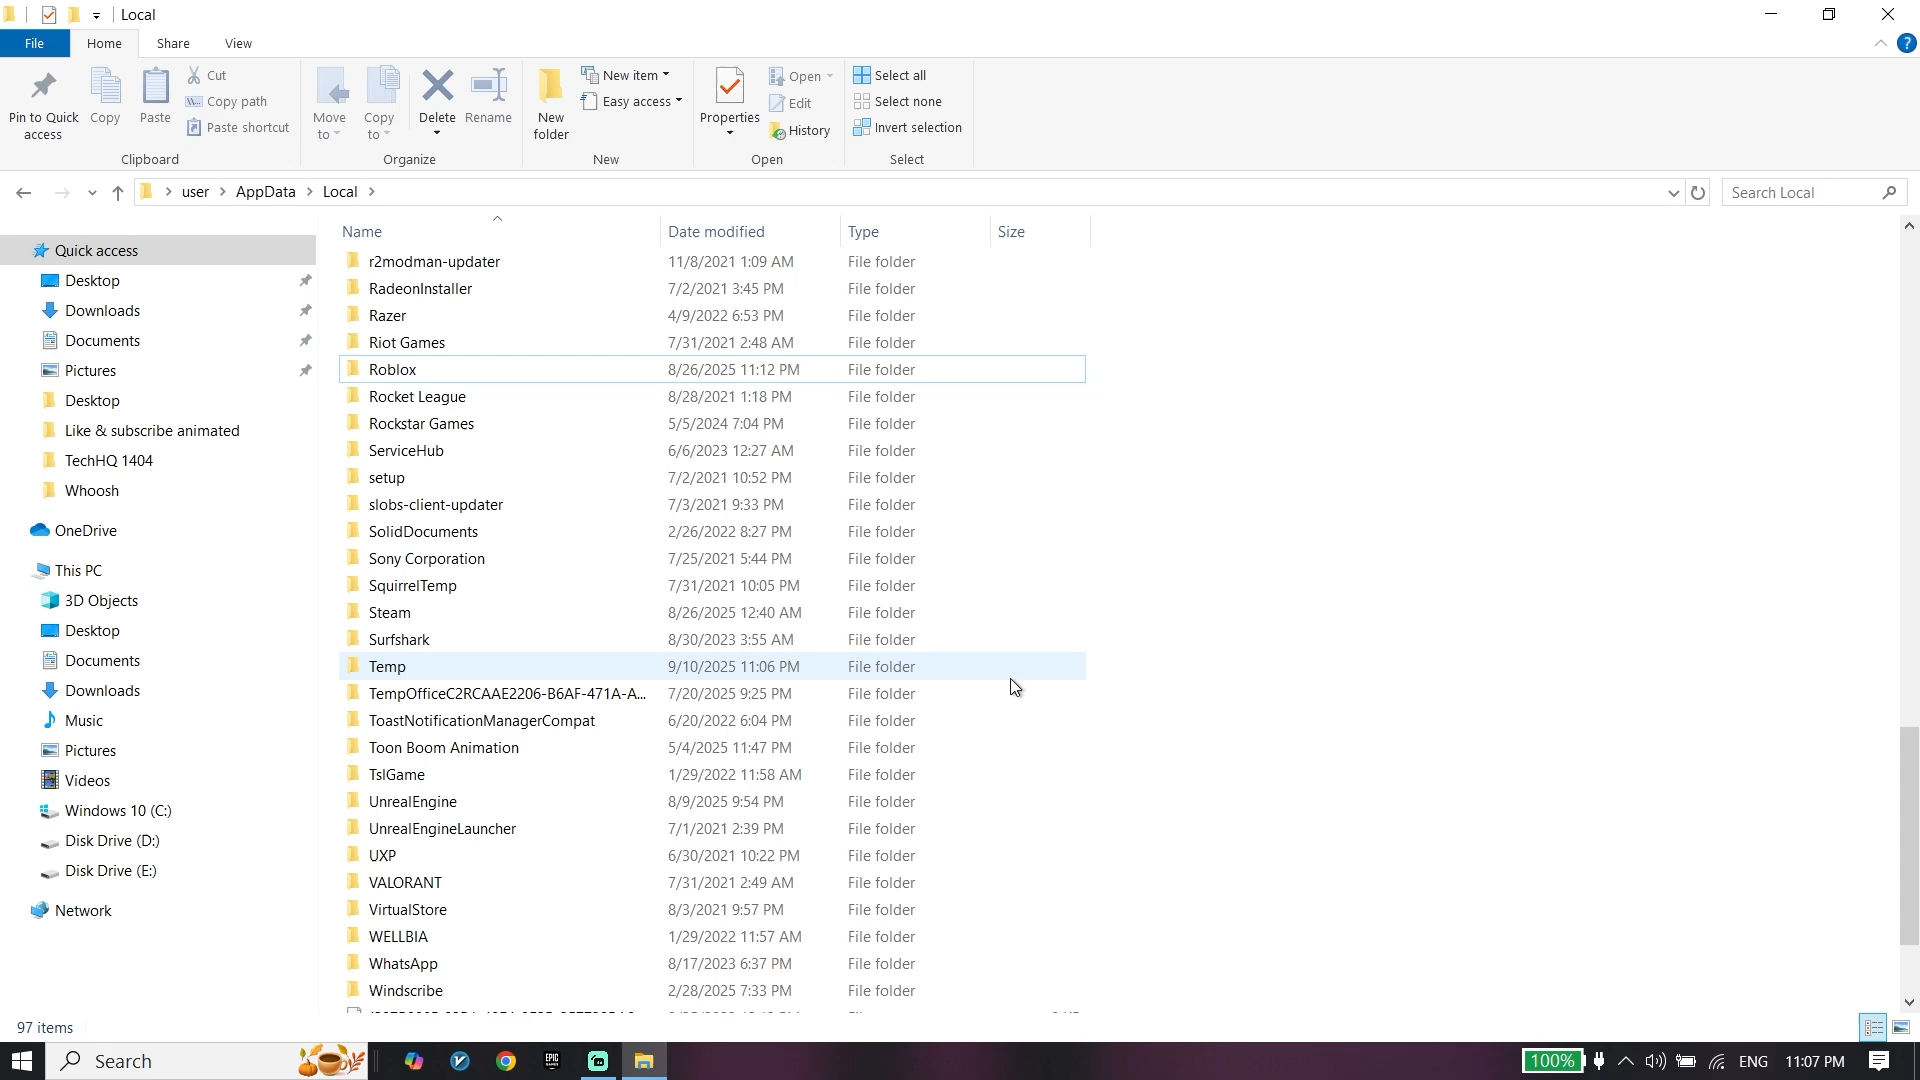 Local
File Home Share View
Pin to Quick access
Copy
Paste
Cut
Copy path
Paste shortcut
Clipboard
Move to
Copy to
Delete
Rename
Organize
New folder
New item
Easy access
New
Properties
Open
Edit
History
Open
Select all
Select none
Invert selection
Select
user AppData Local
Search Local
Quick access
Desktop
Downloads
Documents
Pictures
Desktop
Like & subscribe animated
TechHQ 1404
Whoosh
OneDrive
This PC
3D Objects
Desktop
Documents
Downloads
Music
Pictures
Videos
Windows 10 (C:)
Disk Drive (D:)
Disk Drive (E:)
Network
Name Date modified Type Size
r2modman-updater 11/8/2021 1:09 AM File folder
RadeonInstaller 7/2/2021 3:45 PM File folder
Razer 4/9/2022 6:53 PM File folder
Riot Games 7/31/2021 2:48 AM File folder
Roblox 8/26/2025 11:12 PM File folder
Rocket League 8/28/2021 1:18 PM File folder
Rockstar Games 5/5/2024 7:04 PM File folder
ServiceHub 6/6/2023 12:27 AM File folder
setup 7/2/2021 10:52 PM File folder
slobs-client-updater 7/3/2021 9:33 PM File folder
SolidDocuments 2/26/2022 8:27 PM File folder
Sony Corporation 7/25/2021 5:44 PM File folder
SquirrelTemp 7/31/2021 10:05 PM File folder
Steam 8/26/2025 12:40 AM File folder
Surfshark 8/30/2023 3:55 AM File folder
Temp 9/10/2025 11:06 PM File folder
TempOfficeC2RCAAE2206-B6AF-471A-A... 7/20/2025 9:25 PM File folder
ToastNotificationManagerCompat 6/20/2022 6:04 PM File folder
Toon Boom Animation 5/4/2025 11:47 PM File folder
TslGame 1/29/2022 11:58 AM File folder
UnrealEngine 8/9/2025 9:54 PM File folder
UnrealEngineLauncher 7/1/2021 2:39 PM File folder
UXP 6/30/2021 10:22 PM File folder
VALORANT 7/31/2021 2:49 AM File folder
VirtualStore 8/3/2021 9:57 PM File folder
WELLBIA 1/29/2022 11:57 AM File folder
WhatsApp 8/17/2023 6:37 PM File folder
Windscribe 2/28/2025 7:33 PM File folder
97 items
Search
EPIC GAMES
100%
ENG
11:07 PM